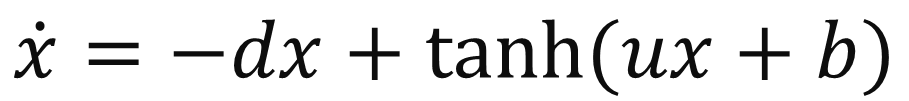 ẋ = −dx + tanh(ux + b)